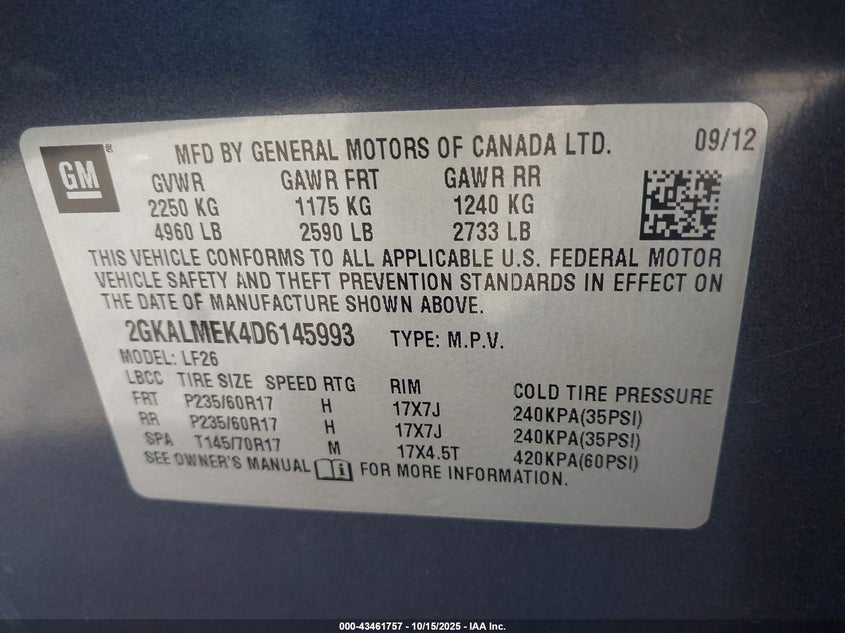 GM®
MFD BY GENERAL MOTORS OF CANADA LTD. 09/12
GVWR GAWR FRT GAWR RR
2250 KG 1175 KG 1240 KG
4960 LB 2590 LB 2733 LB
THIS VEHICLE CONFORMS TO ALL APPLICABLE U.S. FEDERAL MOTOR
VEHICLE SAFETY AND THEFT PREVENTION STANDARDS IN EFFECT ON
THE DATE OF MANUFACTURE SHOWN ABOVE.
2GKALMEK4D6145993 TYPE: M.P.V.
MODEL: LF26
LBCC TIRE SIZE SPEED RTG RIM COLD TIRE PRESSURE
FRT P235/60R17 H 17X7J 240KPA(35PSI)
RR P235/60R17 H 17X7J 240KPA(35PSI)
SPA T145/70R17 M 17X4.5T 420KPA(60PSI)
SEE OWNER'S MANUAL FOR MORE INFORMATION.
000-43461757 - 10/15/2025 - IAA Inc.